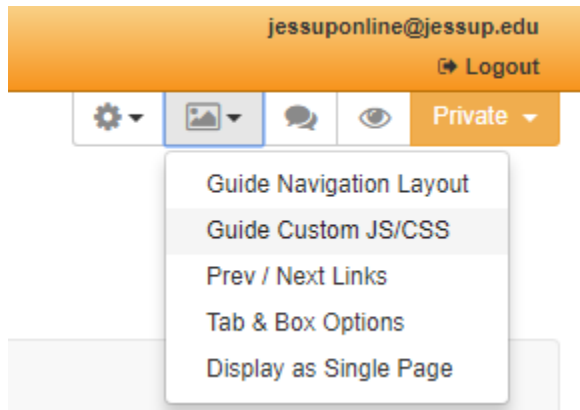 jessuponline@jessup.edu
Logout
Private
Guide Navigation Layout
Guide Custom JS/CSS
Prev / Next Links
Tab & Box Options
Display as Single Page